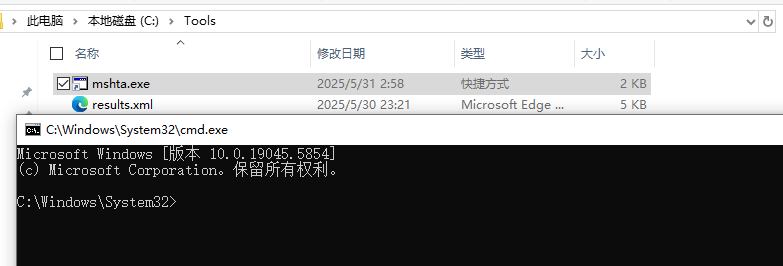 此电脑 本地磁盘 (C:) Tools
名称 修改日期 类型 大小
mshta.exe 2025/5/31 2:58 快捷方式 2 KB
results.xml 2025/5/30 23:21 Microsoft Edge ... 5 KB
C:\Windows\System32\cmd.exe
Microsoft Windows [版本 10.0.19045.5854]
(c) Microsoft Corporation。保留所有权利。
C:\Windows\System32>